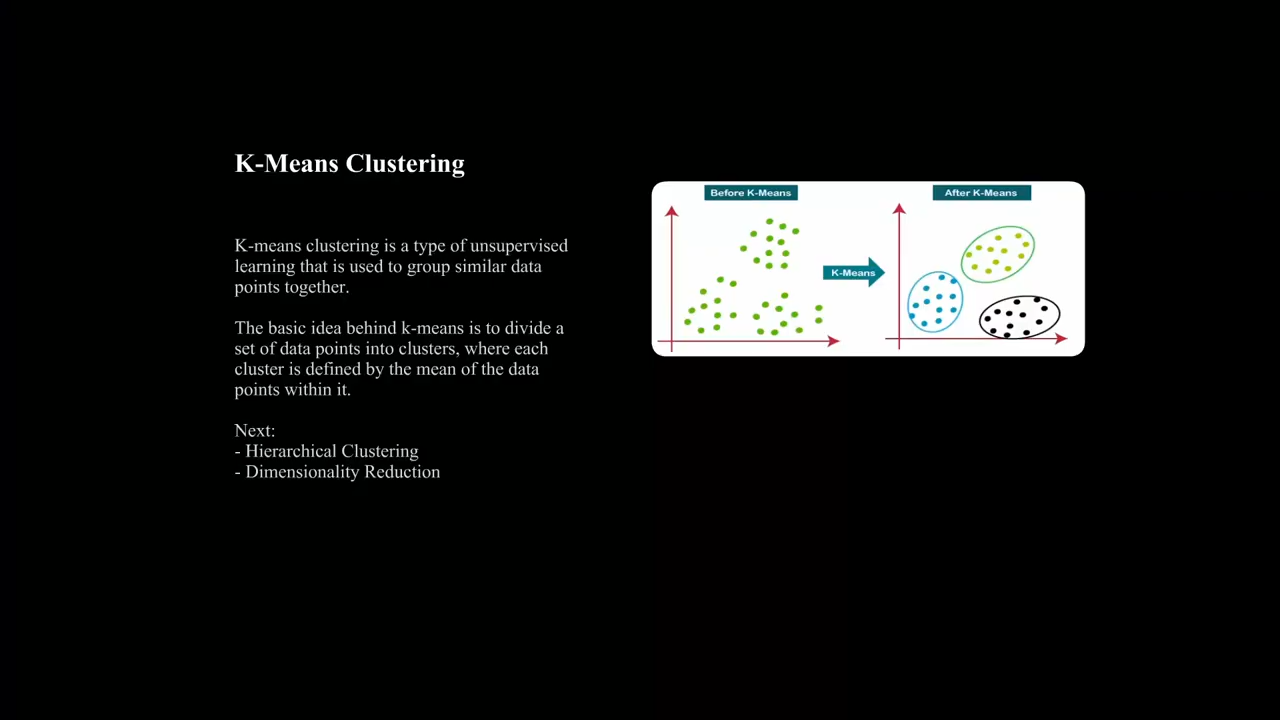 K-Means Clustering
K-means clustering is a type of unsupervised
learning that is used to group similar data
points together.
The basic idea behind k-means is to divide a
set of data points into clusters, where each
cluster is defined by the mean of the data
points within it.
Next:
- Hierarchical Clustering
- Dimensionality Reduction
Before K-Means
K-Means
After K-Means